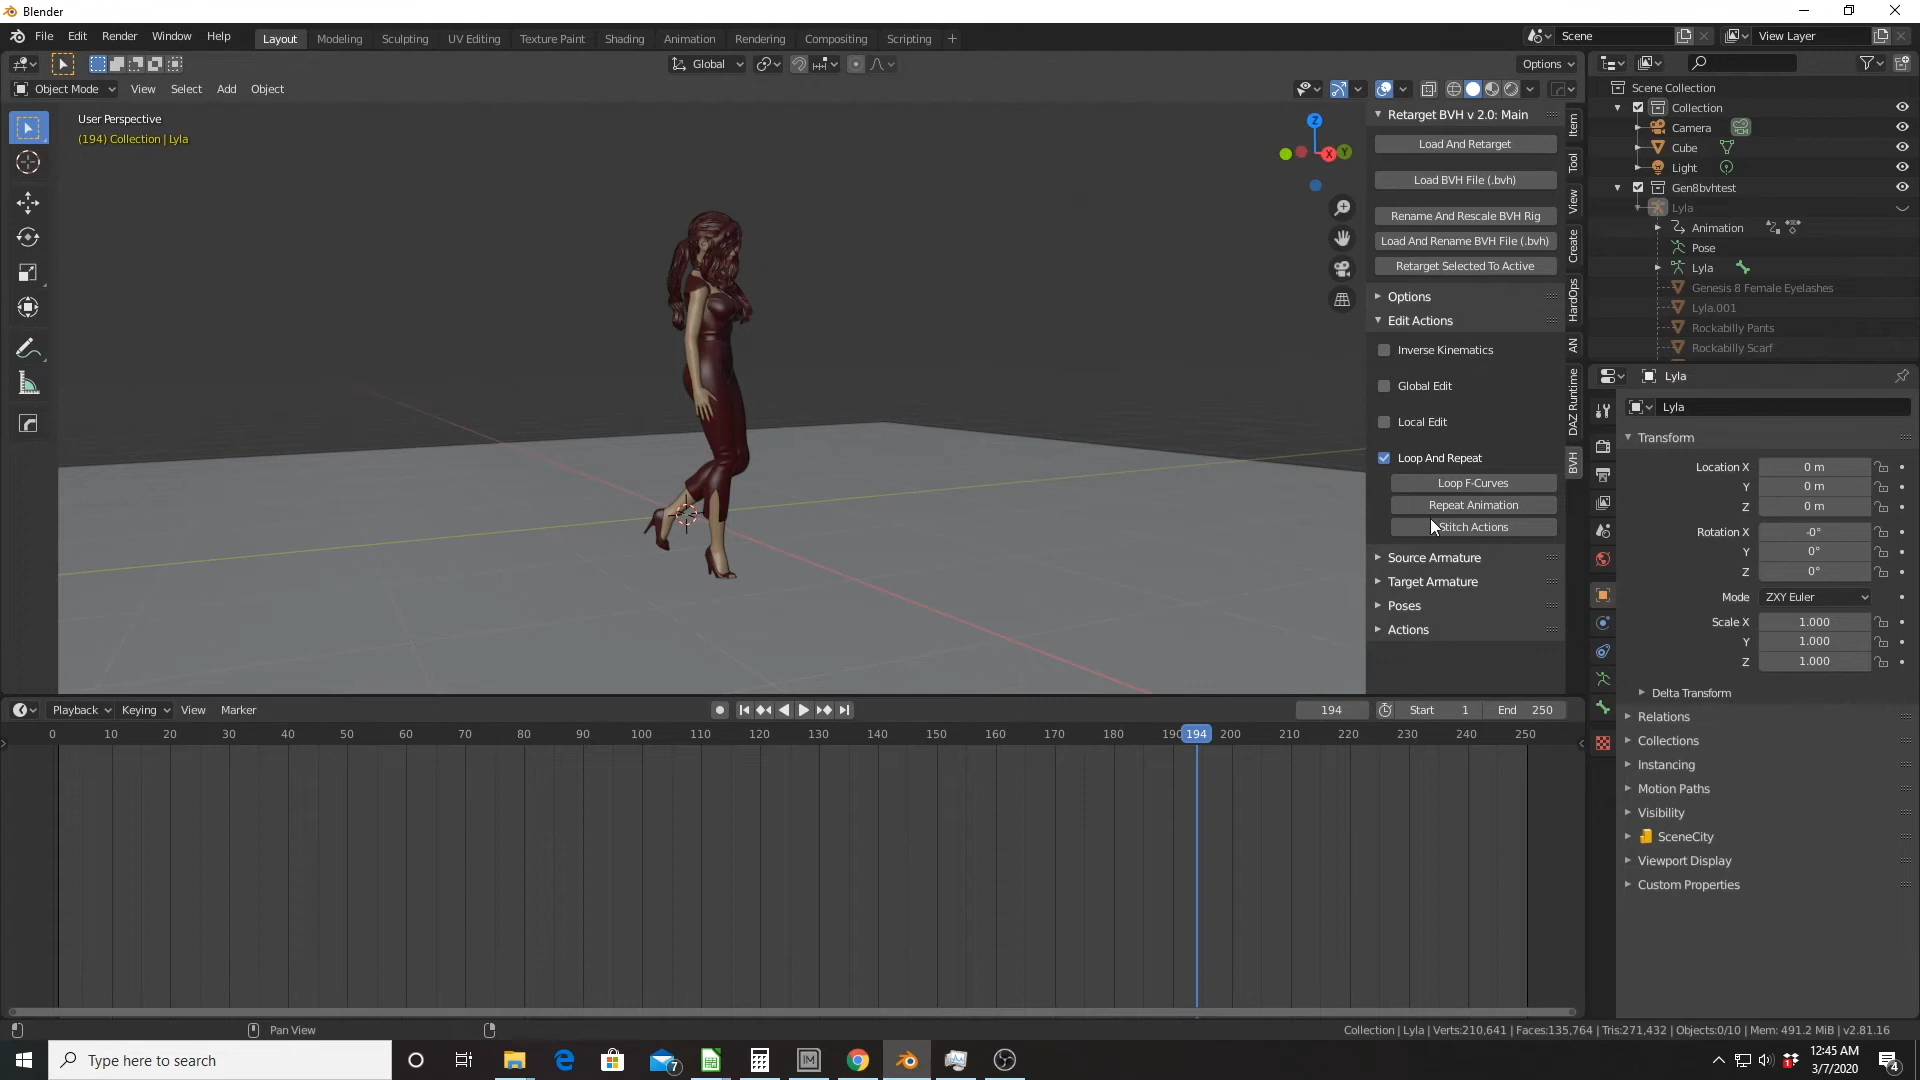 Blender
File Edit Render Window Help Layout Modeling Sculpting UV Editing Texture Paint Shading Animation Rendering Compositing Scripting + Scene View Layer
Global Options
Object Mode View Select Add Object
User Perspective
(194) Collection | Lyla
Z
X
Y
Retarget BVH v 2.0: Main
Load And Retarget
Load BVH File (.bvh)
Rename And Rescale BVH Rig
Load And Rename BVH File (.bvh)
Retarget Selected To Active
Options
Edit Actions
Inverse Kinematics
Global Edit
Local Edit
Loop And Repeat
Loop F-Curves
Repeat Animation
Stitch Actions
Source Armature
Target Armature
Poses
Actions
Item
Tool
View
Create
HardOps
AN
DAZ Runtime
BVH
Scene Collection
Collection
Camera
Cube
Light
Gen8bvhtest
Lyla
Animation
Pose
Lyla
Genesis 8 Female Eyelashes
Lyla.001
Rockabilly Pants
Rockabilly Scarf
Lyla
Lyla
Transform
Location X 0 m
Y 0 m
Z 0 m
Rotation X -0°
Y 0°
Z 0°
Mode ZXY Euler
Scale X 1.000
Y 1.000
Z 1.000
Delta Transform
Relations
Collections
Instancing
Motion Paths
Visibility
SceneCity
Viewport Display
Custom Properties
Playback Keying View Marker 194 Start 1 End 250
0 10 20 30 40 50 60 70 80 90 100 110 120 130 140 150 160 170 180 190 194 200 210 220 230 240 250
Pan View Collection | Lyla | Verts:210,641 | Faces:135,764 | Tris:271,432 | Objects:0/10 | Mem: 491.2 MiB | v2.81.16
Type here to search
7
IM
1
12:45 AM
3/7/2020
4